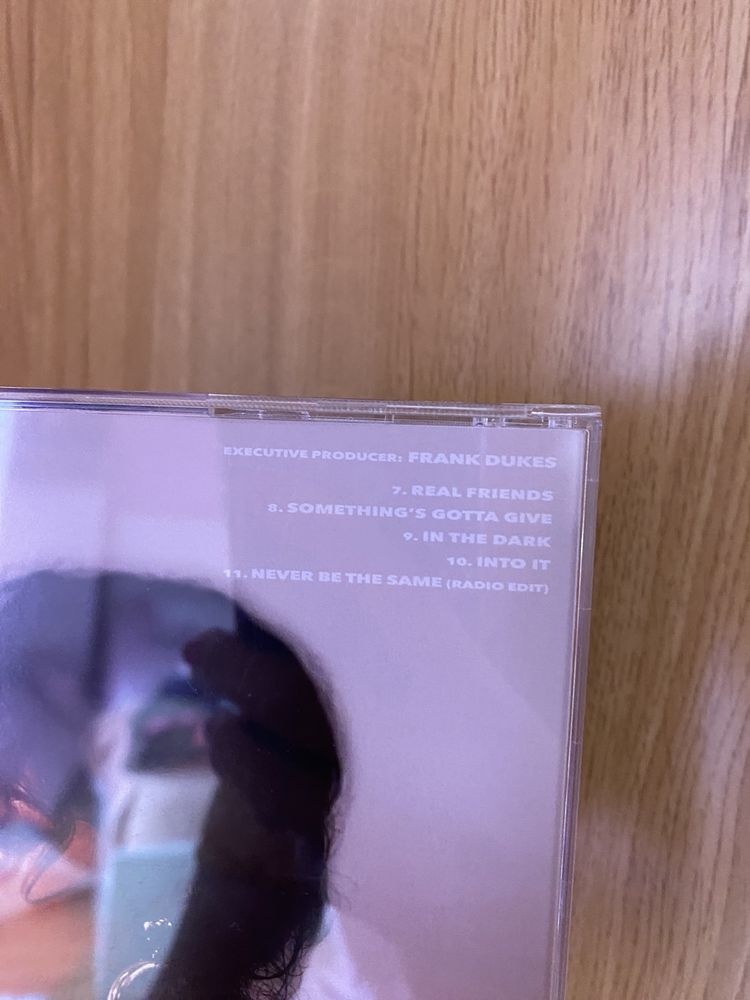 EXECUTIVE PRODUCER: FRANK DUKES
7. REAL FRIENDS
8. SOMETHING'S GOTTA GIVE
9. IN THE DARK
10. INTO IT
11. NEVER BE THE SAME (RADIO EDIT)